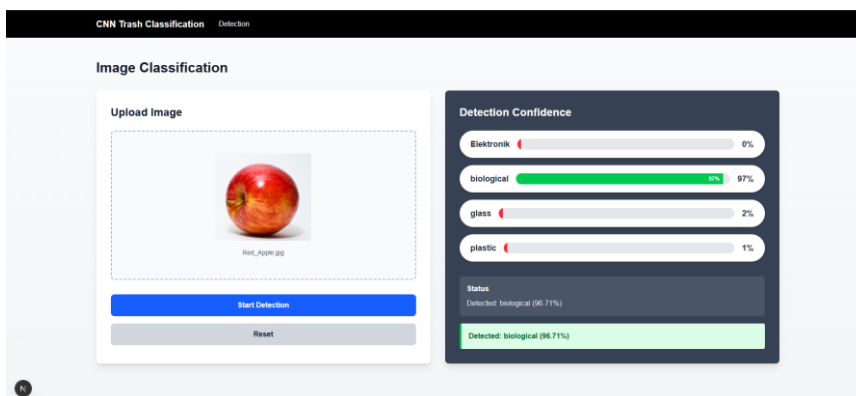 CNN Trash Classification Detection
Image Classification
Upload Image
Red_Apple.jpg
Start Detection
Reset
Detection Confidence
Elektronik 0%
biological 97% 97%
glass 2%
plastic 1%
Status
Detected: biological (96.71%)
Detected: biological (96.71%)
N